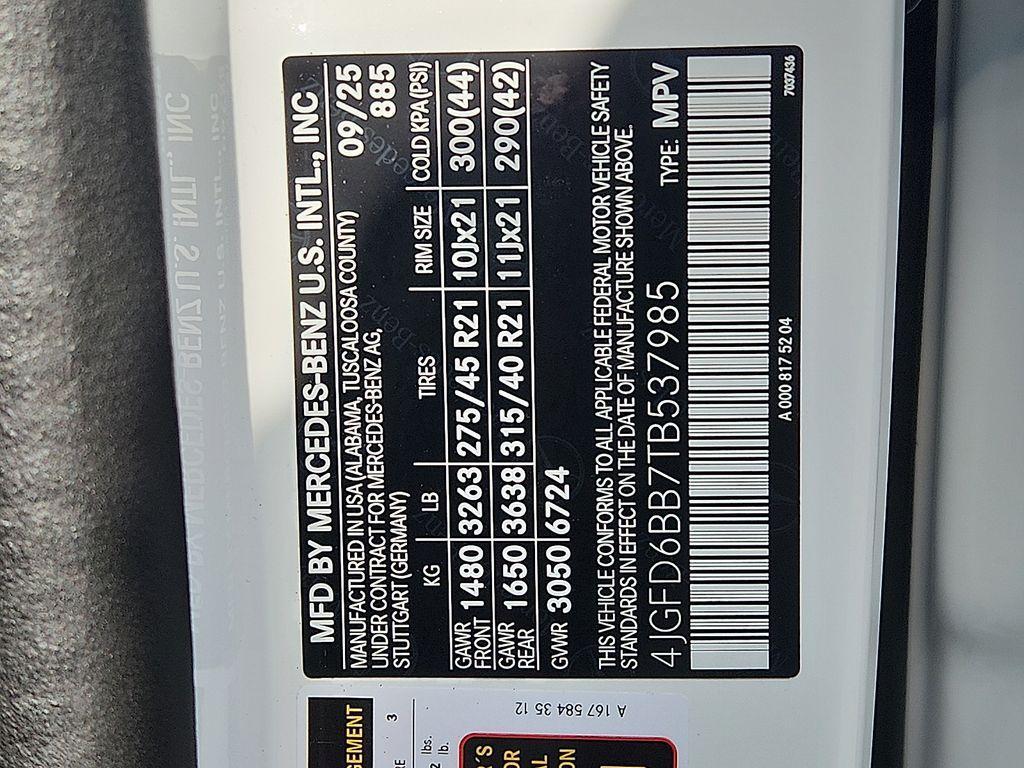 MFD BY MERCEDES-BENZ U.S. INTL., INC
MANUFACTURED IN USA (ALABAMA, TUSCALOOSA COUNTY) 09/25
UNDER CONTRACT FOR MERCEDES-BENZ AG, 885
STUTTGART (GERMANY)
KG LB TIRES RIM SIZE COLD KPA(PSI)
GAWR FRONT 1480 3263 275/45 R21 10Jx21 300(44)
GAWR REAR 1650 3638 315/40 R21 11Jx21 290(42)
GVWR 3050 6724
THIS VEHICLE CONFORMS TO ALL APPLICABLE FEDERAL MOTOR VEHICLE SAFETY
STANDARDS IN EFFECT ON THE DATE OF MANUFACTURE SHOWN ABOVE.
4JGFD6BB7TB537985 TYPE: MPV
A 000 817 52 04
7037436
A 167 584 35 12
3
lbs.
lb.